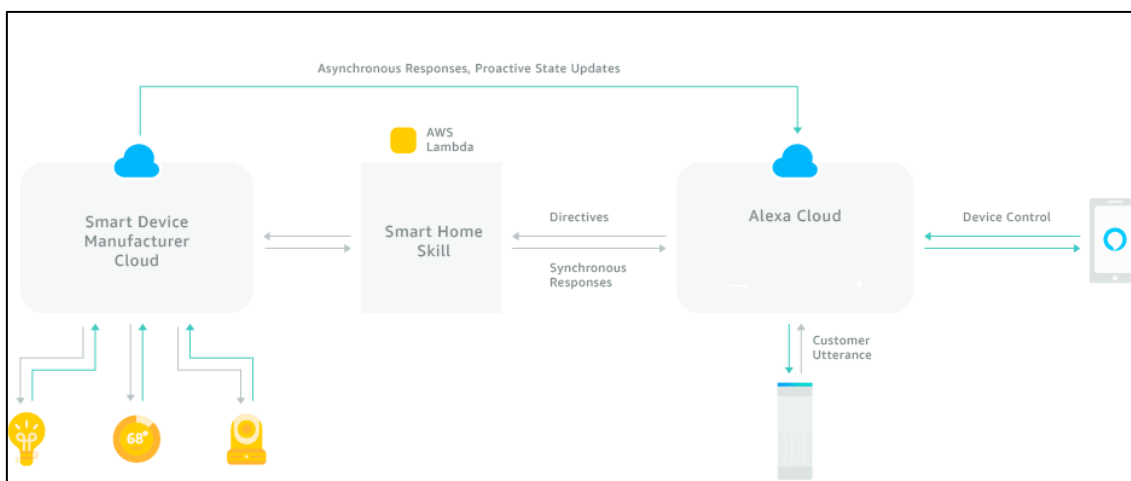 Asynchronous Responses, Proactive State Updates
AWS
Lambda
Smart Device
Manufacturer
Cloud
Smart Home
Skill
Directives
Synchronous
Responses
Alexa Cloud
Device Control
Customer
Utterance
68°